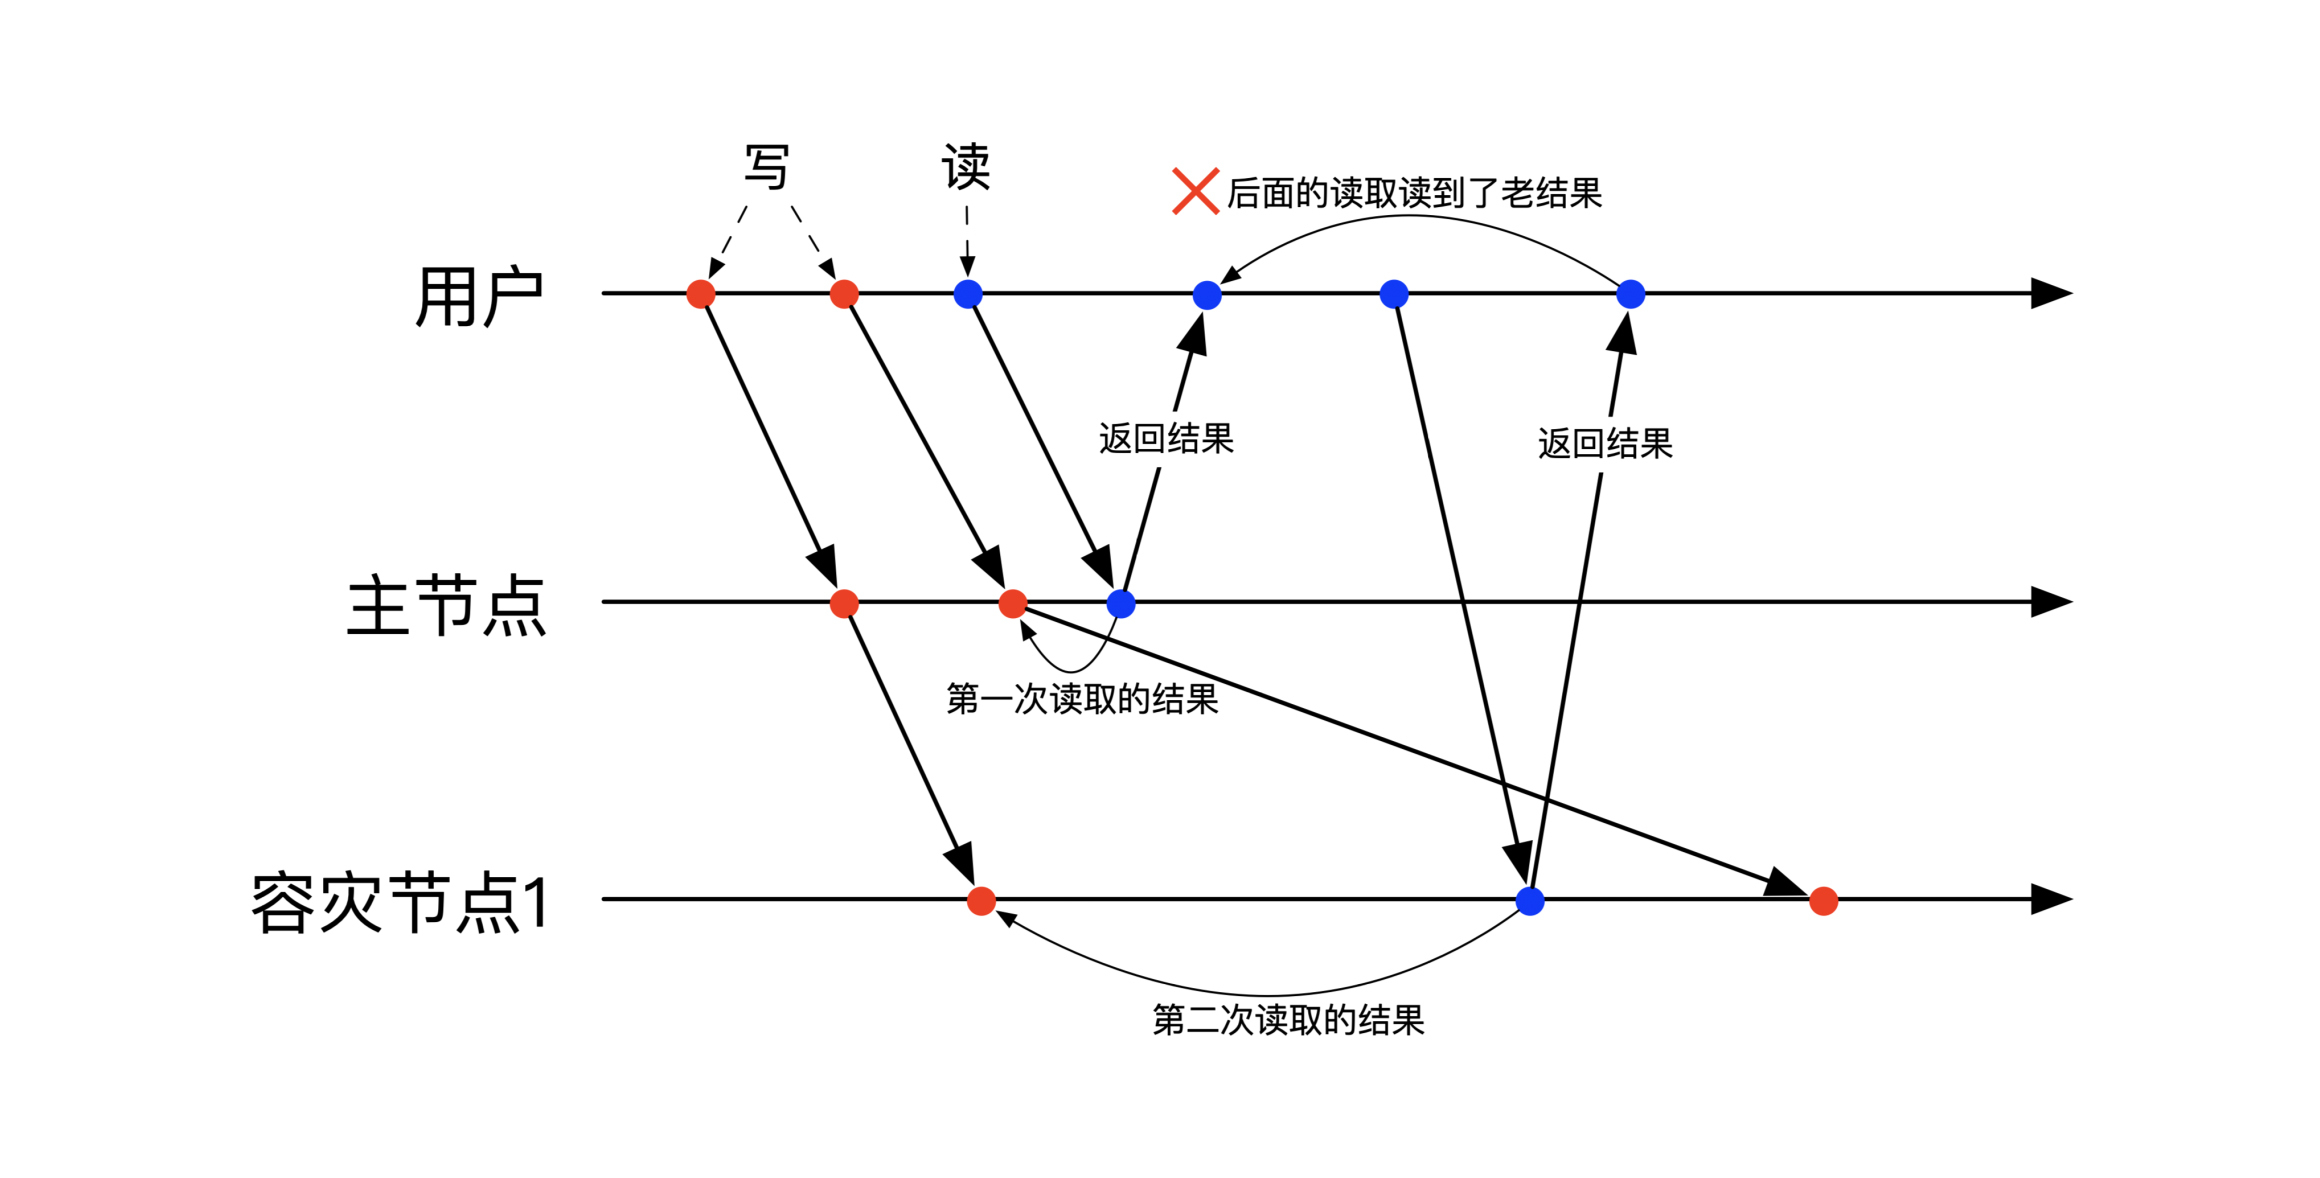 写
读
后面的读取读到了老结果
用户
返回结果
返回结果
主节点
第一次读取的结果
容灾节点1
第二次读取的结果